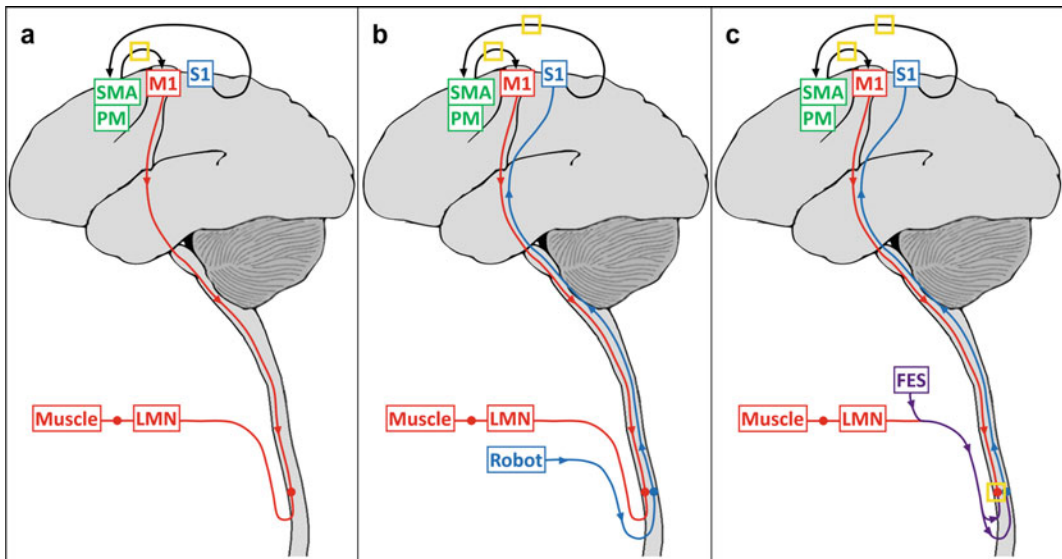 a
S1
SMA
M1
PM
Muscle
LMN
b
S1
SMA
M1
PM
Muscle
LMN
Robot
c
S1
SMA
M1
PM
FES
Muscle
LMN